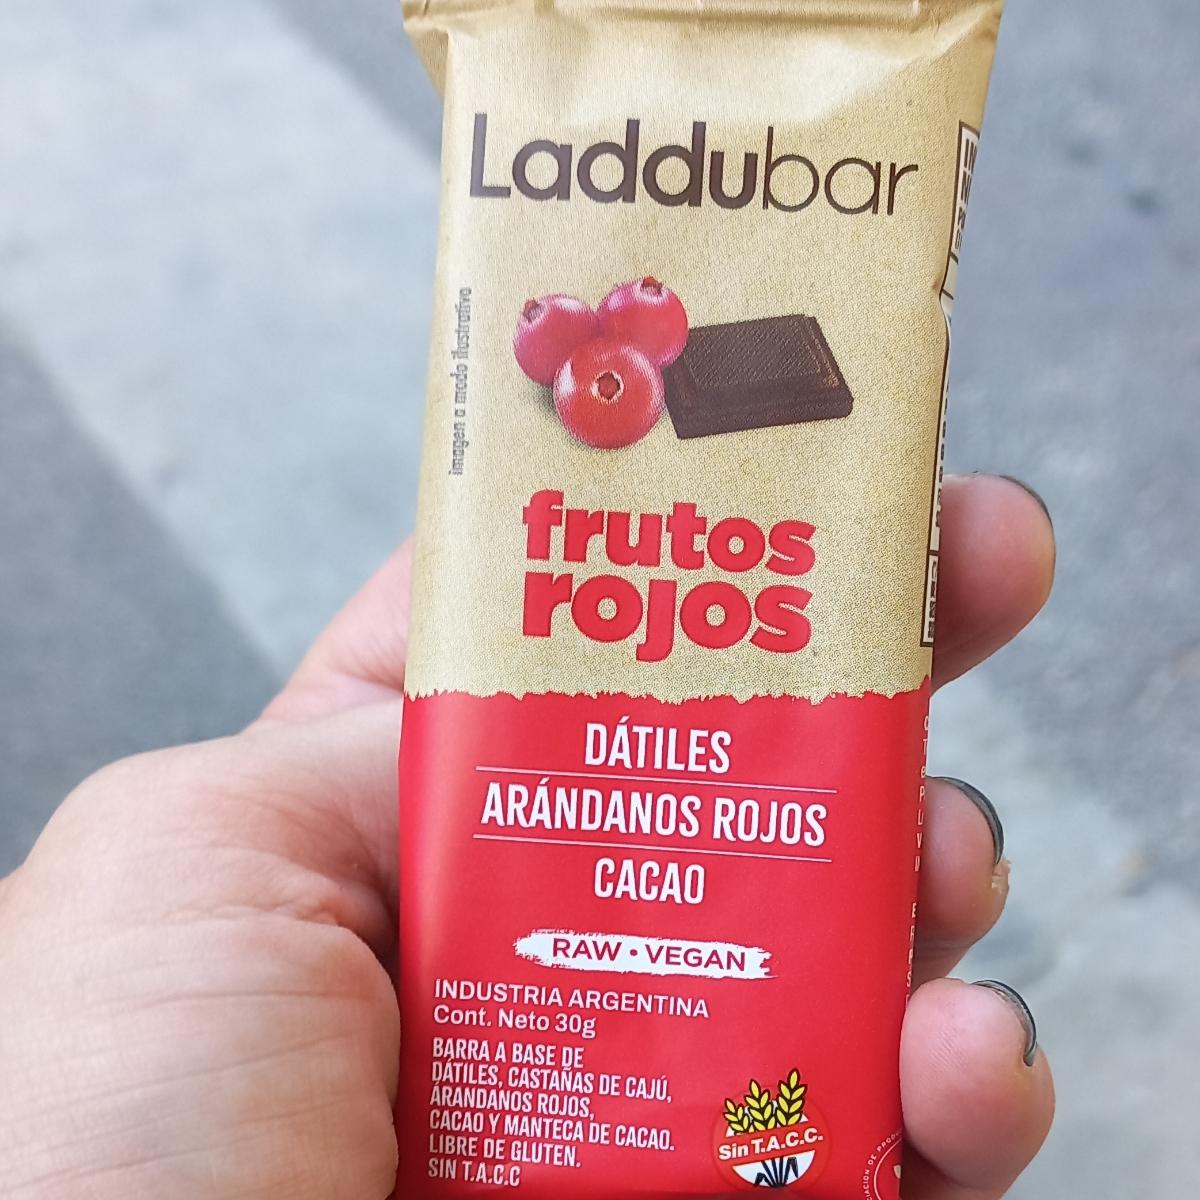 Laddubar
imagen a modo ilustrativo
frutos
rojos
DÁTILES
ARÁNDANOS ROJOS
CACAO
RAW • VEGAN
INDUSTRIA ARGENTINA
Cont. Neto 30g
BARRA A BASE DE
DÁTILES, CASTAÑAS DE CAJÚ,
ÁRANDANOS ROJOS,
CACAO Y MANTECA DE CACAO.
LIBRE DE GLUTEN.
SIN T.A.C.C
Sin T.A.C.C.